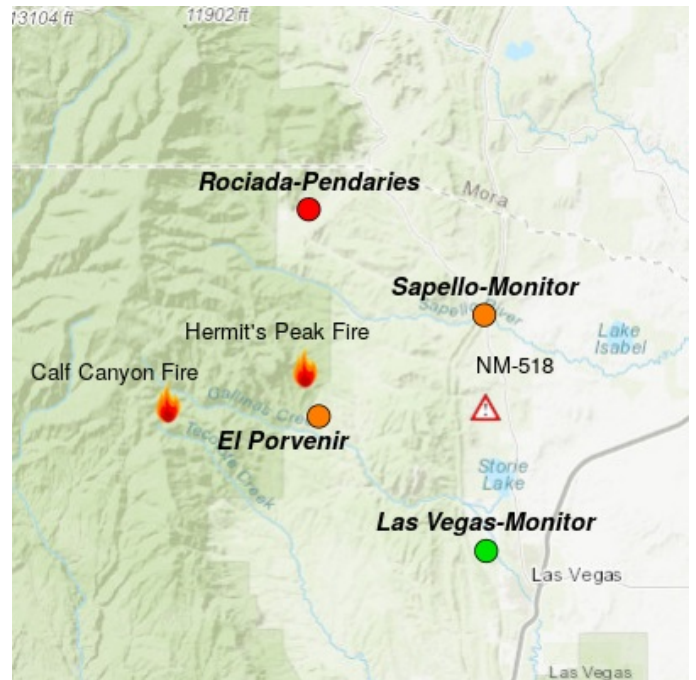 13104 ft
11902 ft
Rociada-Pendaries
Mora
Sapello-Monitor
Sapello River
Lake
Isabel
Hermit's Peak Fire
NM-518
Calf Canyon Fire
Gallinas Creek
El Porvenir
Tecolote Creek
Storie
Lake
Las Vegas-Monitor
Las Vegas
Las Vegas